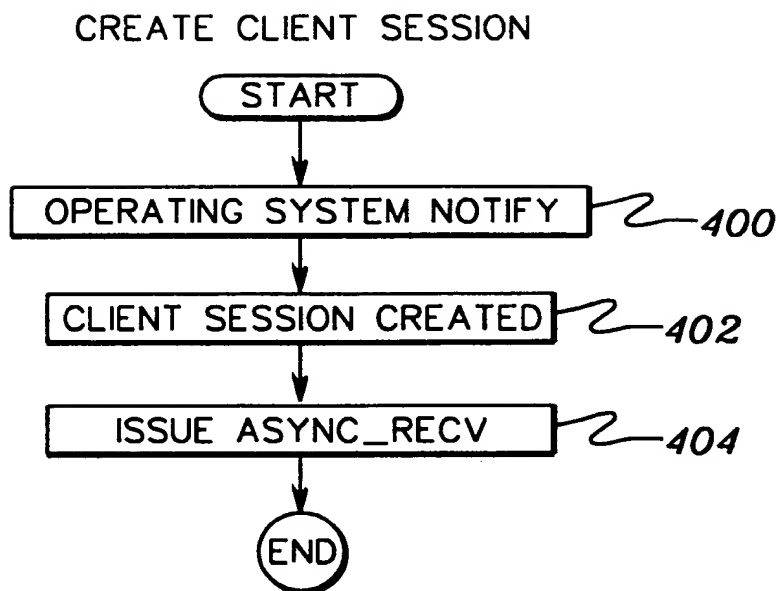 CREATE CLIENT SESSION
START
OPERATING SYSTEM NOTIFY
400
CLIENT SESSION CREATED
402
ISSUE ASYNC_RECV
404
END